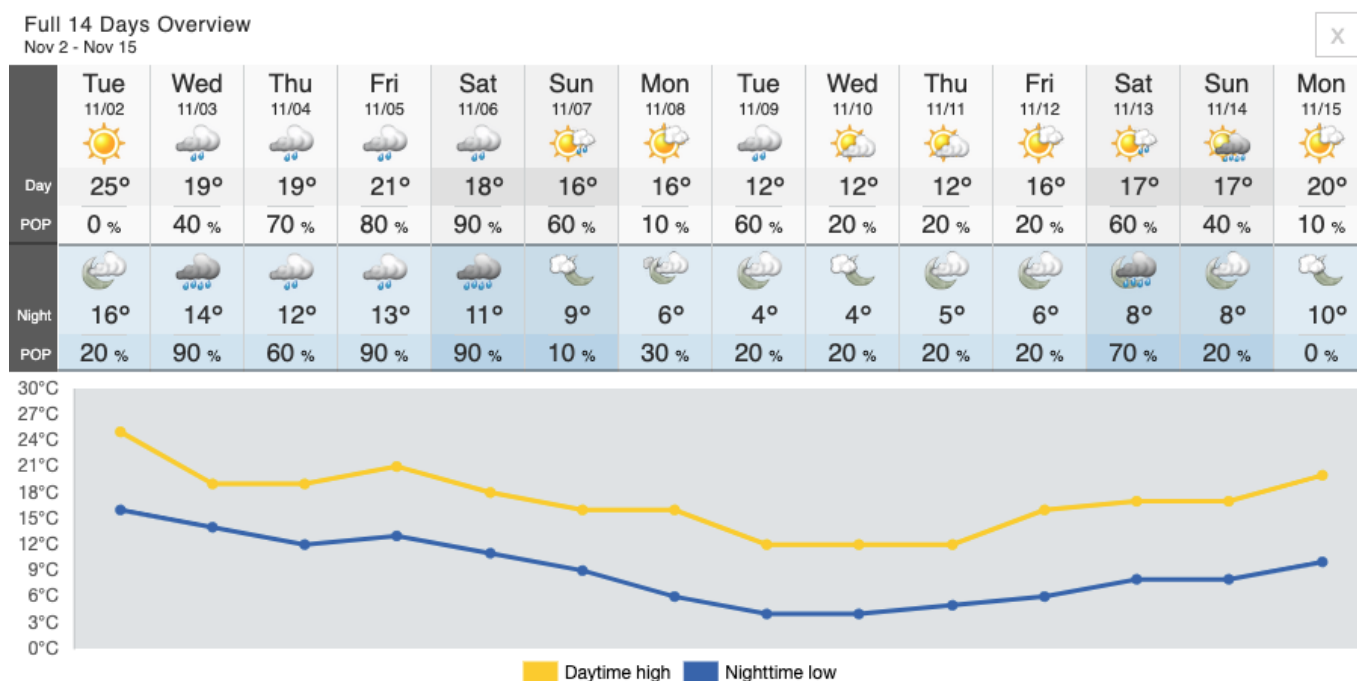 Full 14 Days Overview
Nov 2 - Nov 15
X
Tue Wed Thu Fri Sat Sun Mon Tue Wed Thu Fri Sat Sun Mon
11/02 11/03 11/04 11/05 11/06 11/07 11/08 11/09 11/10 11/11 11/12 11/13 11/14 11/15
Day 25° 19° 19° 21° 18° 16° 16° 12° 12° 12° 16° 17° 17° 20°
POP 0 % 40 % 70 % 80 % 90 % 60 % 10 % 60 % 20 % 20 % 20 % 60 % 40 % 10 %
Night 16° 14° 12° 13° 11° 9° 6° 4° 4° 5° 6° 8° 8° 10°
POP 20 % 90 % 60 % 90 % 90 % 10 % 30 % 20 % 20 % 20 % 20 % 70 % 20 % 0 %
30°C
27°C
24°C
21°C
18°C
15°C
12°C
9°C
6°C
3°C
0°C
Daytime high Nighttime low